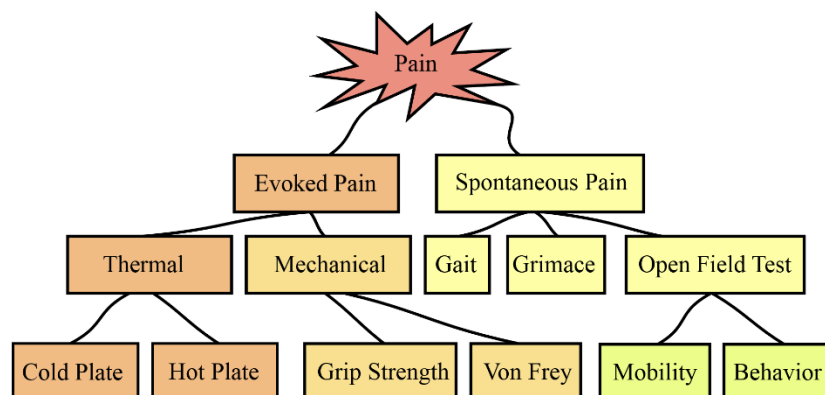 Pain
Evoked Pain
Spontaneous Pain
Thermal
Mechanical
Gait
Grimace
Open Field Test
Cold Plate
Hot Plate
Grip Strength
Von Frey
Mobility
Behavior